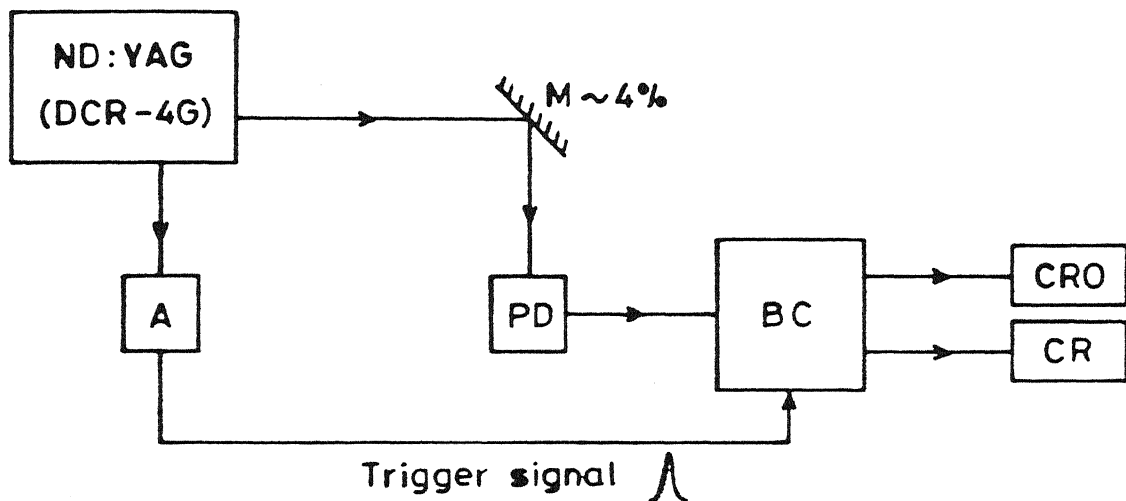 ND:YAG
(DCR-4G)
M~4%
A
PD
BC
CRO
CR
Trigger signal